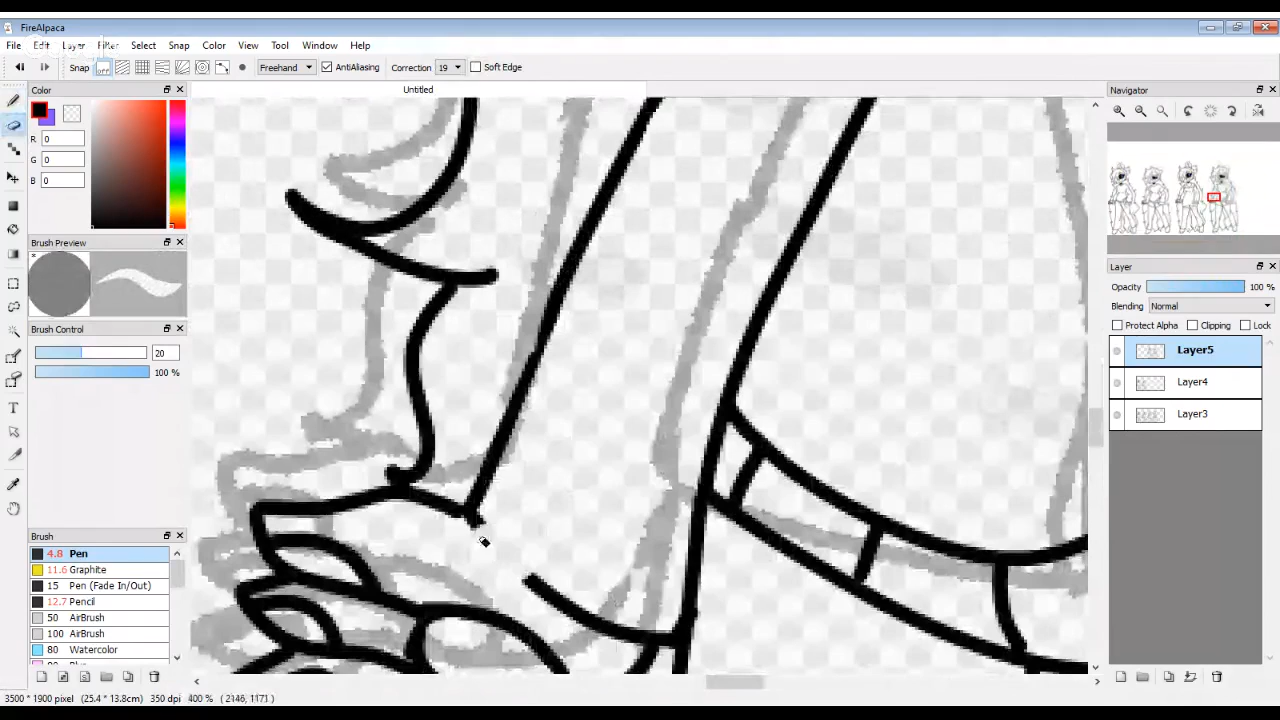 FireAlpaca
File Edit Layer Filter Select Snap Color View Tool Window Help
Snap off Freehand AntiAliasing Correction 19 Soft Edge
Color
Untitled
Navigator
R 0
G 0
B 0
Brush Preview
Layer
Opacity 100 %
Blending Normal
Protect Alpha Clipping Lock
Brush Control
20
100 %
Layer5
Layer4
Layer3
Brush
4.8 Pen
11.6 Graphite
15 Pen (Fade In/Out)
12.7 Pencil
50 AirBrush
100 AirBrush
80 Watercolor
3500 * 1900 pixel (25.4 * 13.8cm) 350 dpi 400 % ( 2146, 1171 )